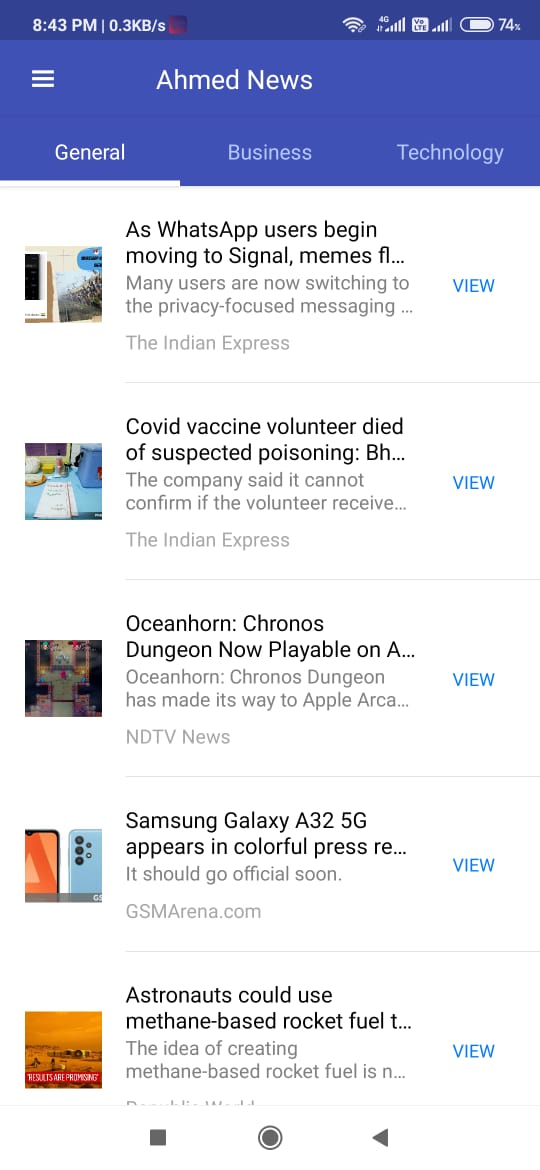 8:43 PM | 0.3KB/s
4G
Vo LTE
74%
Ahmed News
General
Business
Technology
As WhatsApp users begin
moving to Signal, memes fl...
Many users are now switching to
the privacy-focused messaging ...
The Indian Express
VIEW
Covid vaccine volunteer died
of suspected poisoning: Bh...
The company said it cannot
confirm if the volunteer receive...
The Indian Express
VIEW
Oceanhorn: Chronos
Dungeon Now Playable on A...
Oceanhorn: Chronos Dungeon
has made its way to Apple Arca...
NDTV News
VIEW
Samsung Galaxy A32 5G
appears in colorful press re...
It should go official soon.
GSMArena.com
VIEW
GS
Astronauts could use
methane-based rocket fuel t...
The idea of creating
methane-based rocket fuel is n...
VIEW
"RESULTS ARE PROMISING"
Republic World